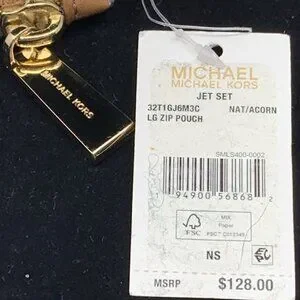 MICHAEL KORS
MICHAEL
MICHAEL KORS
JET SET
32T1GJ6M3C NAT/ACORN
LG ZIP POUCH
SMLS400-0002
94900 56868 2
FSC
MIX
Paper
NS
MSRP $128.00